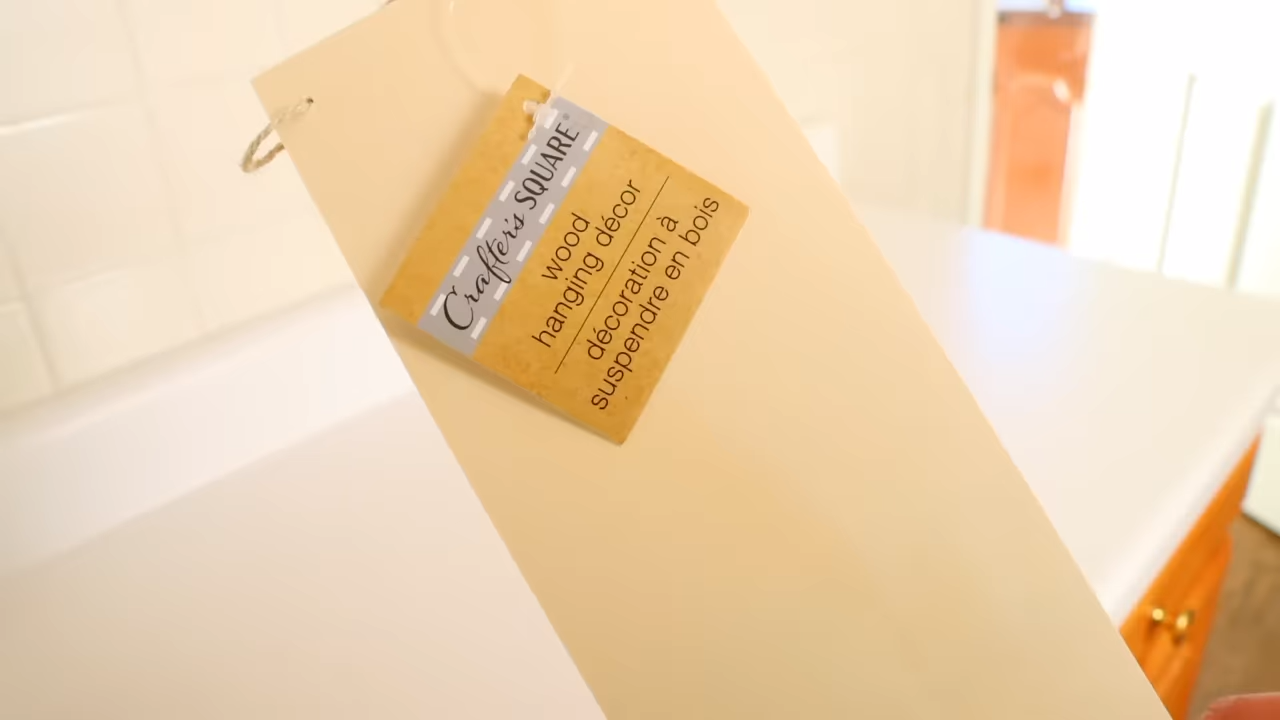 Crafter's SQUARE®
wood
hanging décor
décoration à
suspendre en bois